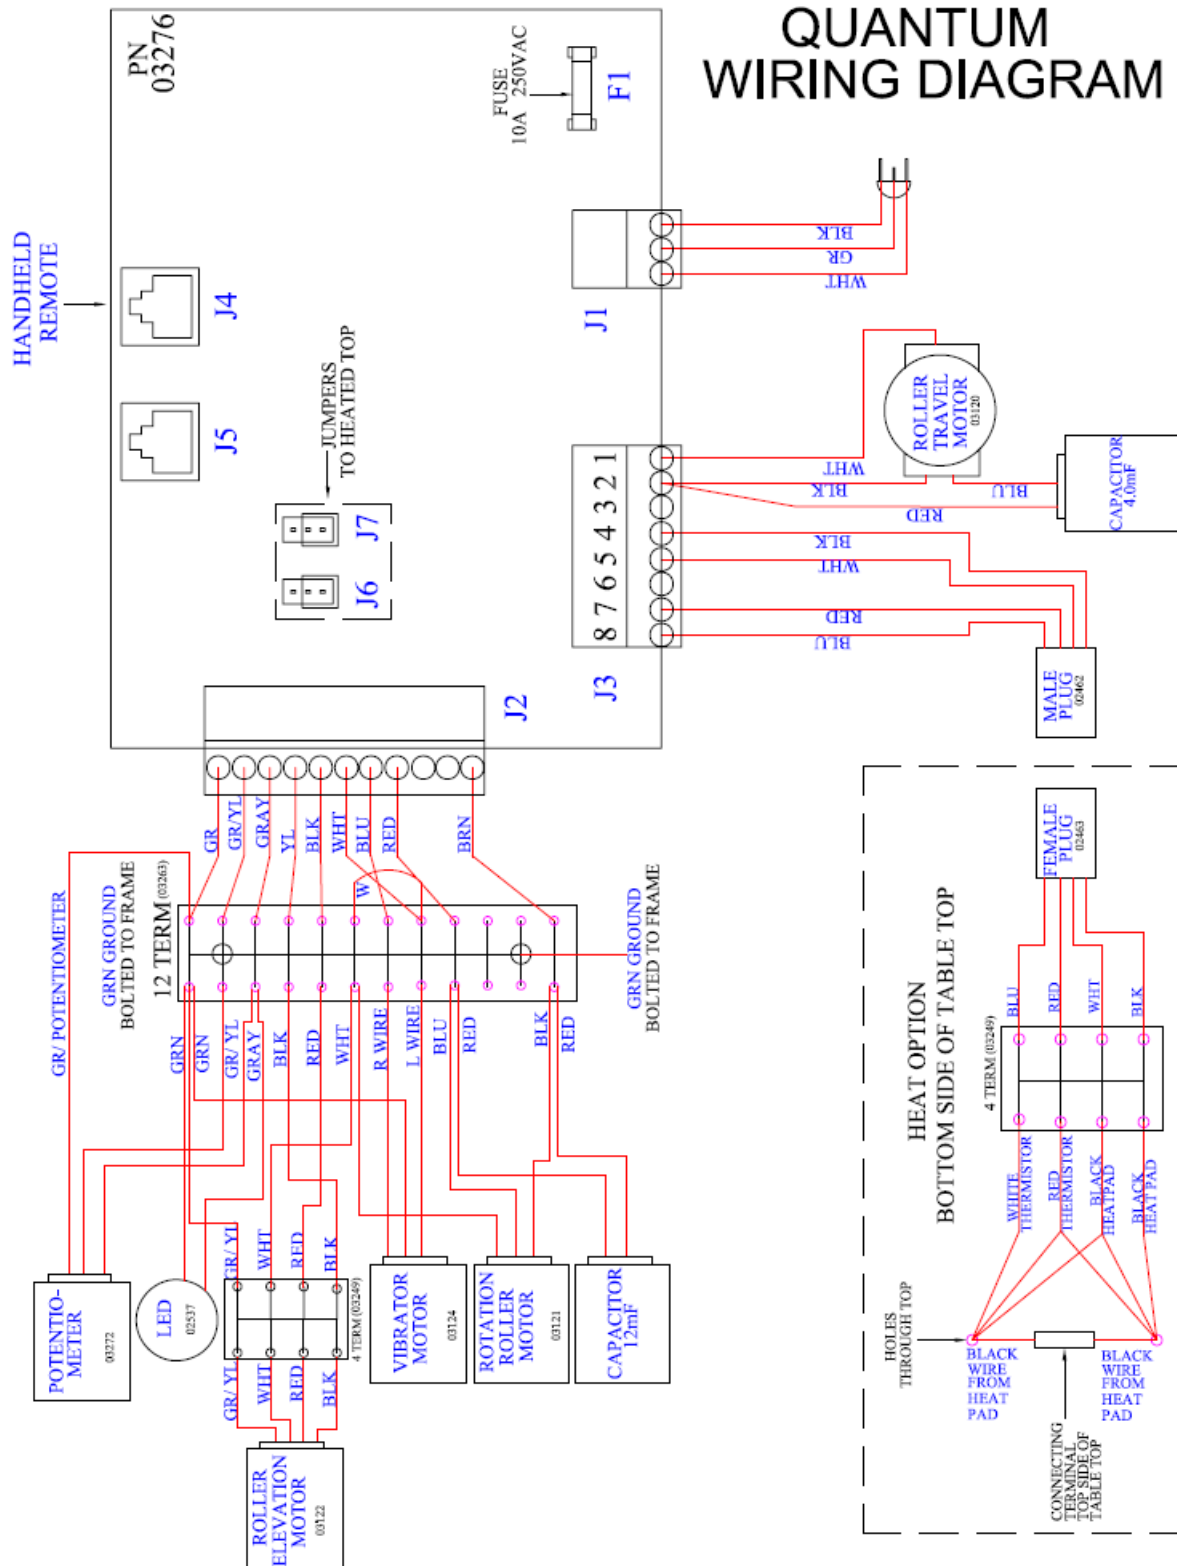 QUANTUM
WIRING DIAGRAM
PN
03276
FUSE
10A 250VAC
F1
HANDHELD
REMOTE
J4
J5
JUMPERS
TO HEATED TOP
J7
J6
J1
BLK
GR
WHT
ROLLER
TRAVEL
MOTOR
03120
CAPACITOR
4.0mF
WHT
BLK
BLU
RED
BLK
WHT
RED
BLU
8 7 6 5 4 3 2 1
J3
MALE
PLUG
02462
J2
GR
GR/YL
GRAY
YL
BLK
WHT
BLU
RED
BRN
W
GR/ POTENTIOMETER
GRN GROUND
BOLTED TO FRAME
12 TERM (03263)
GRN GROUND
BOLTED TO FRAME
GRN
GRN
GR/ YL
GRAY
BLK
RED
WHT
R WIRE
L WIRE
BLU
RED
BLK
RED
POTENTIO-
METER
03272
LED
02537
GR/ YL
WHT
RED
BLK
4 TERM (03249)
GR/ YL
WHT
RED
BLK
ROLLER
ELEVATION
MOTOR
03122
VIBRATOR
MOTOR
03124
ROTATION
ROLLER
MOTOR
03121
CAPACITOR
12mF
HEAT OPTION
BOTTOM SIDE OF TABLE TOP
FEMALE
PLUG
02463
BLU
RED
WHT
BLK
4 TERM (03249)
WHITE
THERMISTOR
RED
THERMISTOR
BLACK
HEATPAD
BLACK
HEAT PAD
HOLES
THROUGH TOP
BLACK
WIRE
FROM
HEAT
PAD
BLACK
WIRE
FROM
HEAT
PAD
CONNECTING
TERMINAL
TOP SIDE OF
TABLE TOP